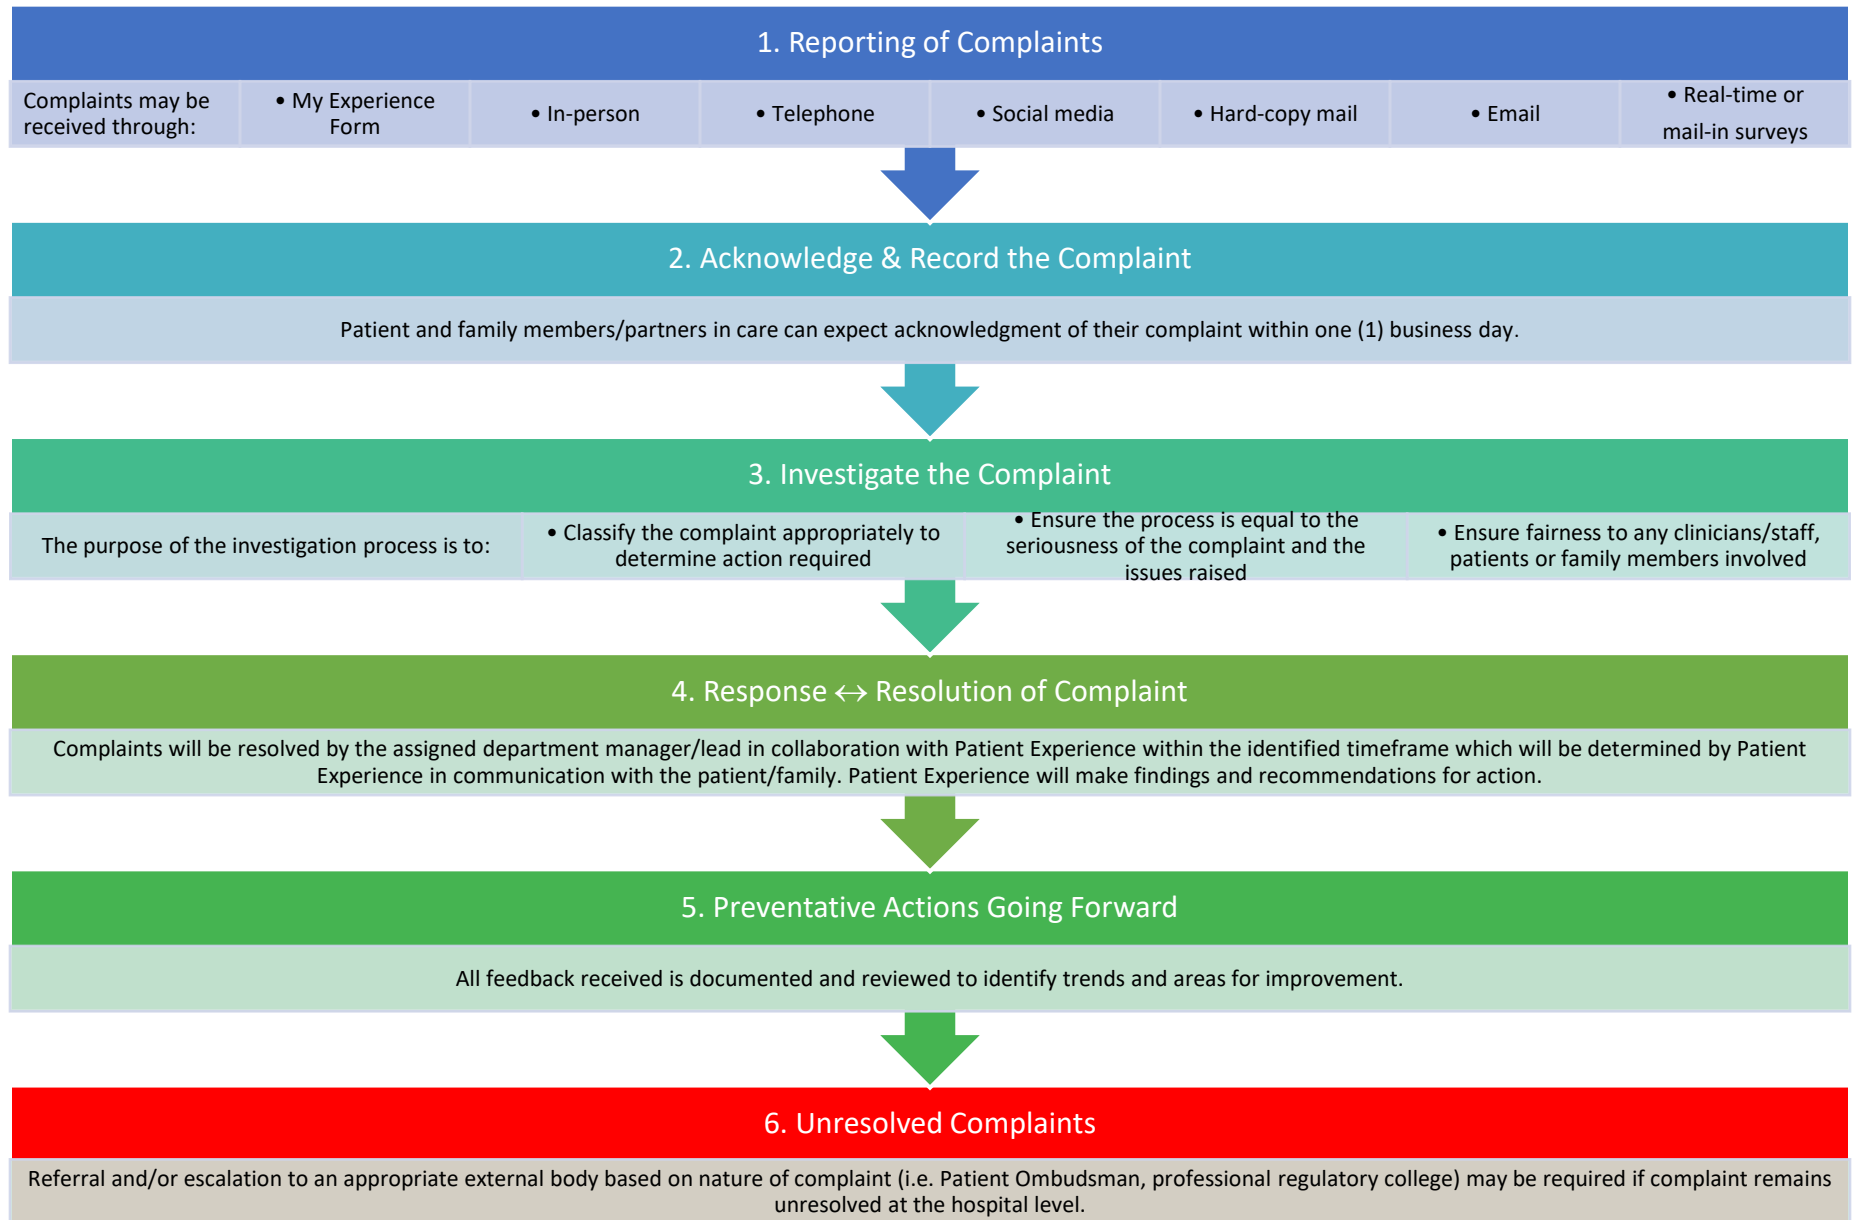 1. Reporting of Complaints
Complaints may be
received through:
• My Experience
Form
• In-person
• Telephone
• Social media
• Hard-copy mail
• Email
• Real-time or
mail-in surveys
2. Acknowledge & Record the Complaint
Patient and family members/partners in care can expect acknowledgment of their complaint within one (1) business day.
3. Investigate the Complaint
The purpose of the investigation process is to:
• Classify the complaint appropriately to
determine action required
• Ensure the process is equal to the
seriousness of the complaint and the
issues raised
• Ensure fairness to any clinicians/staff,
patients or family members involved
4. Response ↔ Resolution of Complaint
Complaints will be resolved by the assigned department manager/lead in collaboration with Patient Experience within the identified timeframe which will be determined by Patient
Experience in communication with the patient/family. Patient Experience will make findings and recommendations for action.
5. Preventative Actions Going Forward
All feedback received is documented and reviewed to identify trends and areas for improvement.
6. Unresolved Complaints
Referral and/or escalation to an appropriate external body based on nature of complaint (i.e. Patient Ombudsman, professional regulatory college) may be required if complaint remains
unresolved at the hospital level.